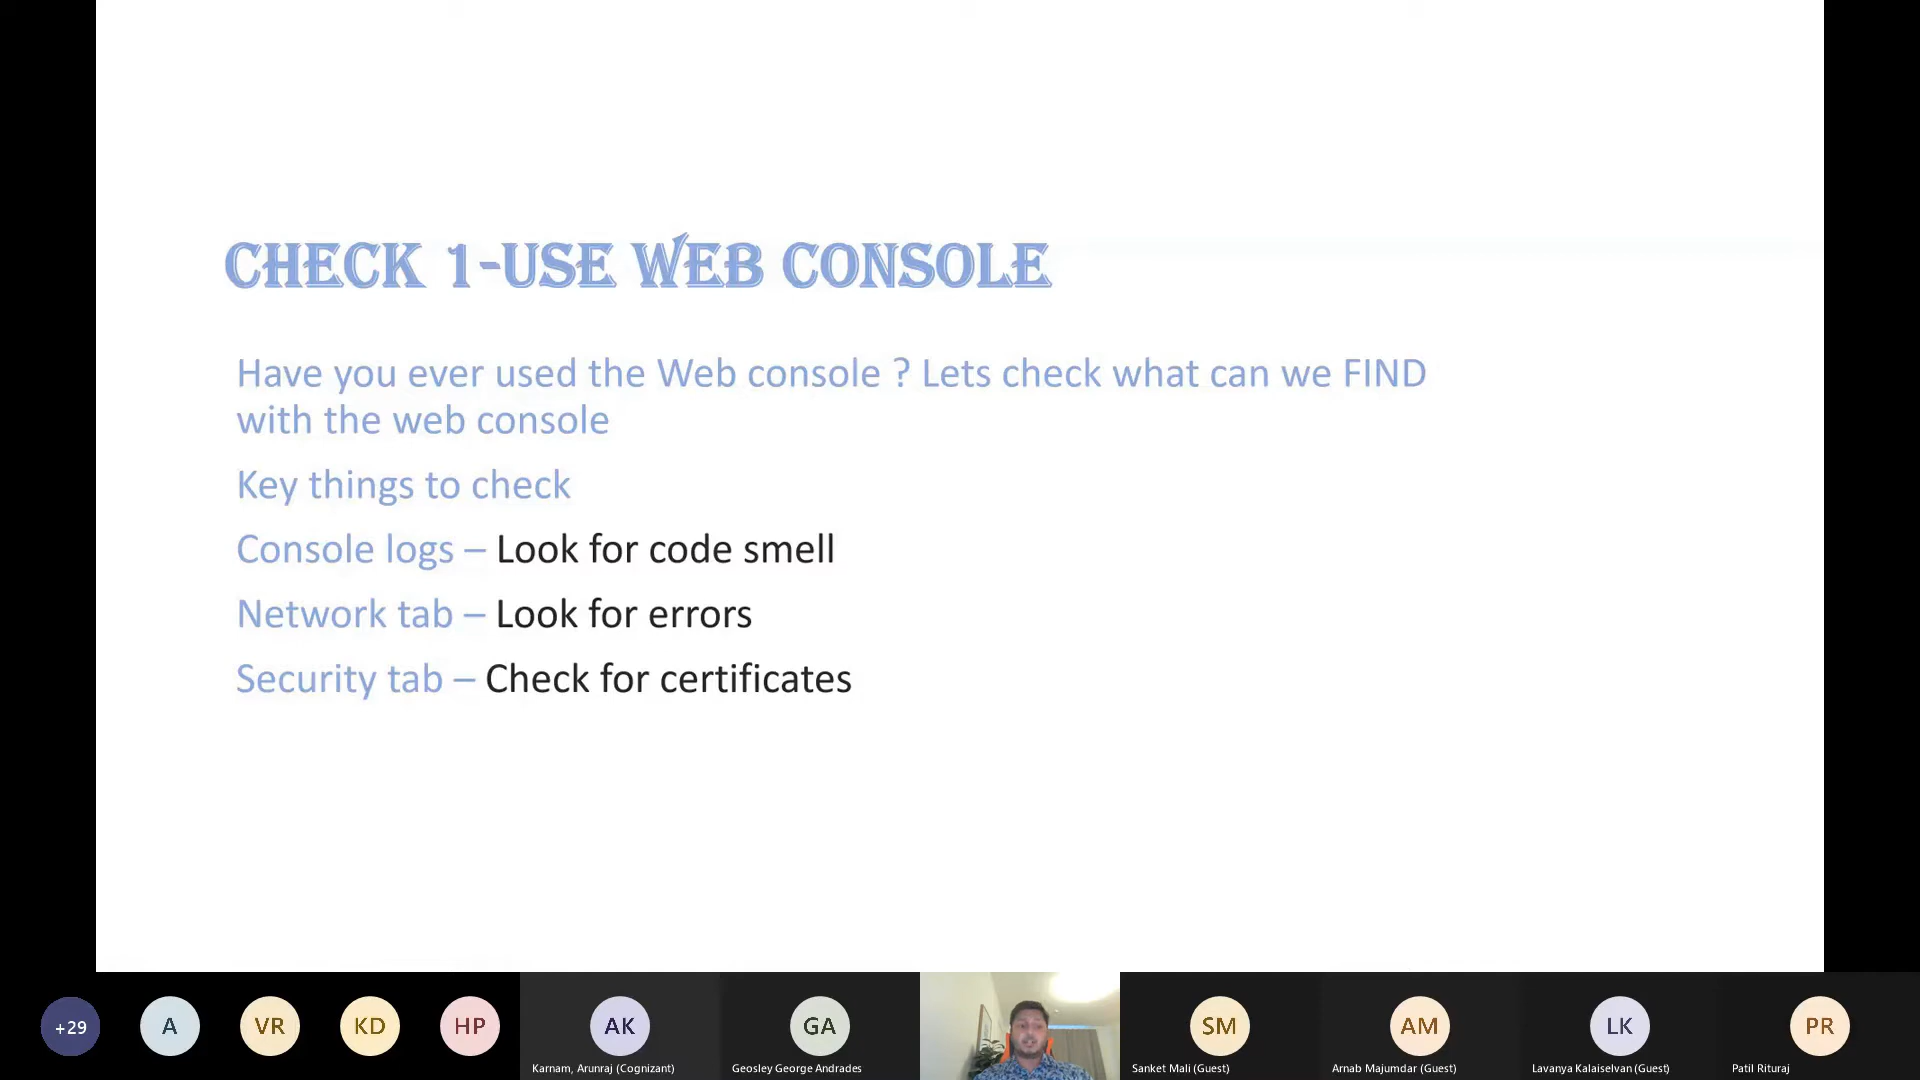 CHECK 1-USE WEB CONSOLE
Have you ever used the Web console ? Lets check what can we FIND
with the web console
Key things to check
Console logs – Look for code smell
Network tab – Look for errors
Security tab – Check for certificates
+29
A
VR
KD
HP
AK
GA
SM
AM
LK
PR
Karnam, Arunraj (Cognizant)
Geosley George Andrades
Sanket Mali (Guest)
Arnab Majumdar (Guest)
Lavanya Kalaiselvan (Guest)
Patil Rituraj